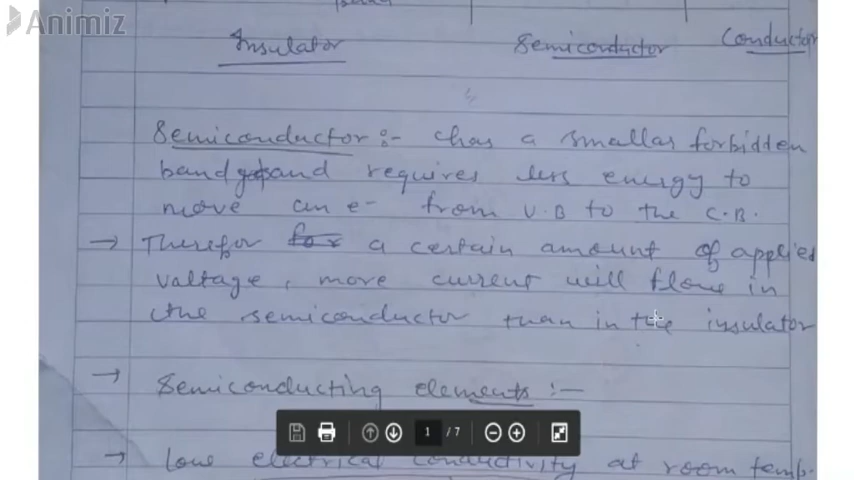 Animiz
Insulator Semiconductor Conductor
Semiconductor :- has a smaller forbidden
band gap and requires less energy to
move an e- from V.B to the C.B.
→ Therefor for a certain amount of applied
valtage, more current will flow in
the semiconductor than in the insulator
→ Semiconducting elements :-
1 / 7
→ Low electrical conductivity at room temp.